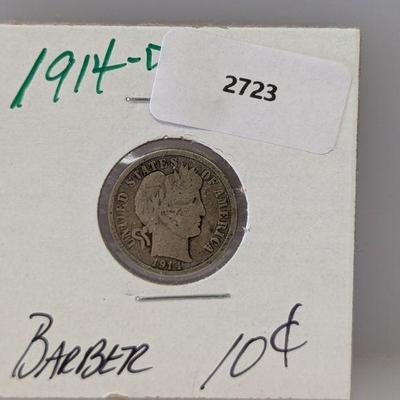 1914-D
2723
UNITED STATES OF AMERICA
1914
BARBER 10¢